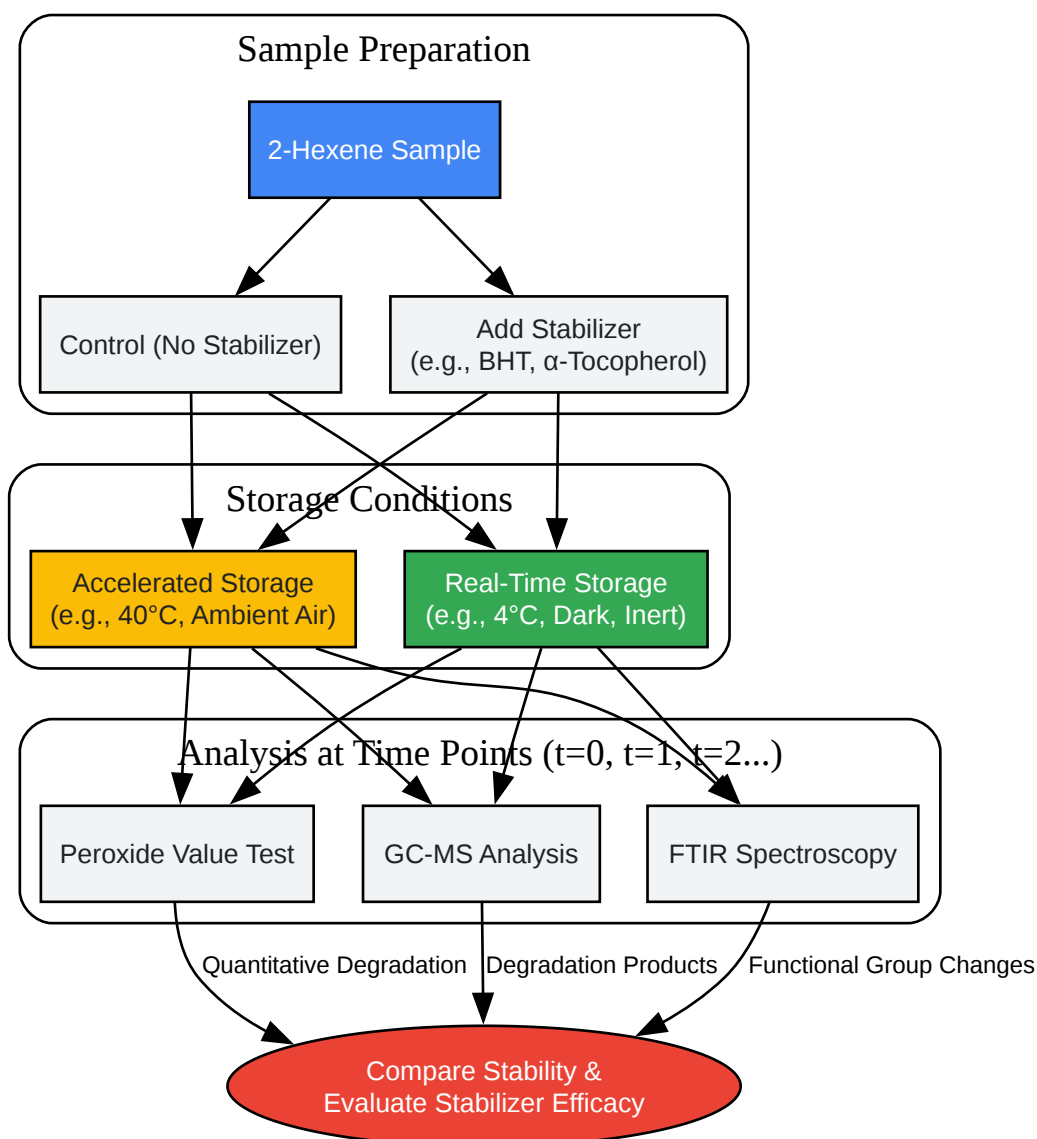 Sample Preparation
2-Hexene Sample
Control (No Stabilizer)
Add Stabilizer
(e.g., BHT, α-Tocopherol)
Storage Conditions
Accelerated Storage
(e.g., 40°C, Ambient Air)
Real-Time Storage
(e.g., 4°C, Dark, Inert)
Analysis at Time Points (t=0, t=1, t=2...)
Peroxide Value Test
GC-MS Analysis
FTIR Spectroscopy
Quantitative Degradation
Degradation Products
Functional Group Changes
Compare Stability &
Evaluate Stabilizer Efficacy